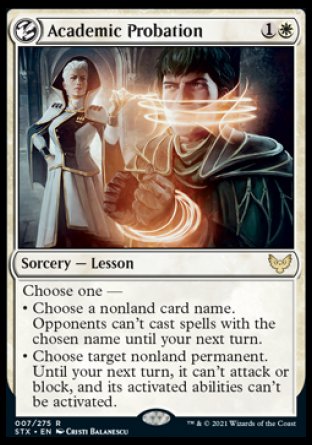 Academic Probation 1
Sorcery — Lesson
Choose one —
• Choose a nonland card name.
Opponents can't cast spells with the
chosen name until your next turn.
• Choose target nonland permanent.
Until your next turn, it can't attack or
block, and its activated abilities can't
be activated.
007/275 R
STX • EN CRISTI BALANESCU
™ & © 2021 Wizards of the Coast